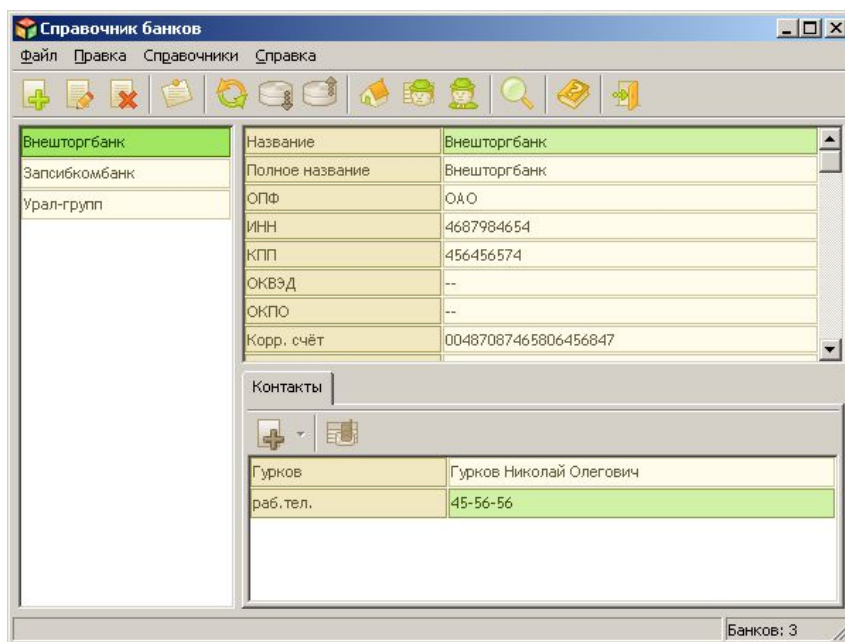 Справочник банков
Файл Правка Справочники Справка
Внешторгбанк
Запсибкомбанк
Урал-групп
Название Внешторгбанк
Полное название Внешторгбанк
ОПФ ОАО
ИНН 4687984654
КПП 456456574
ОКВЭД --
ОКПО --
Корр. счёт 00487087465806456847
Контакты
Гурков Гурков Николай Олегович
раб.тел. 45-56-56
Банков: 3